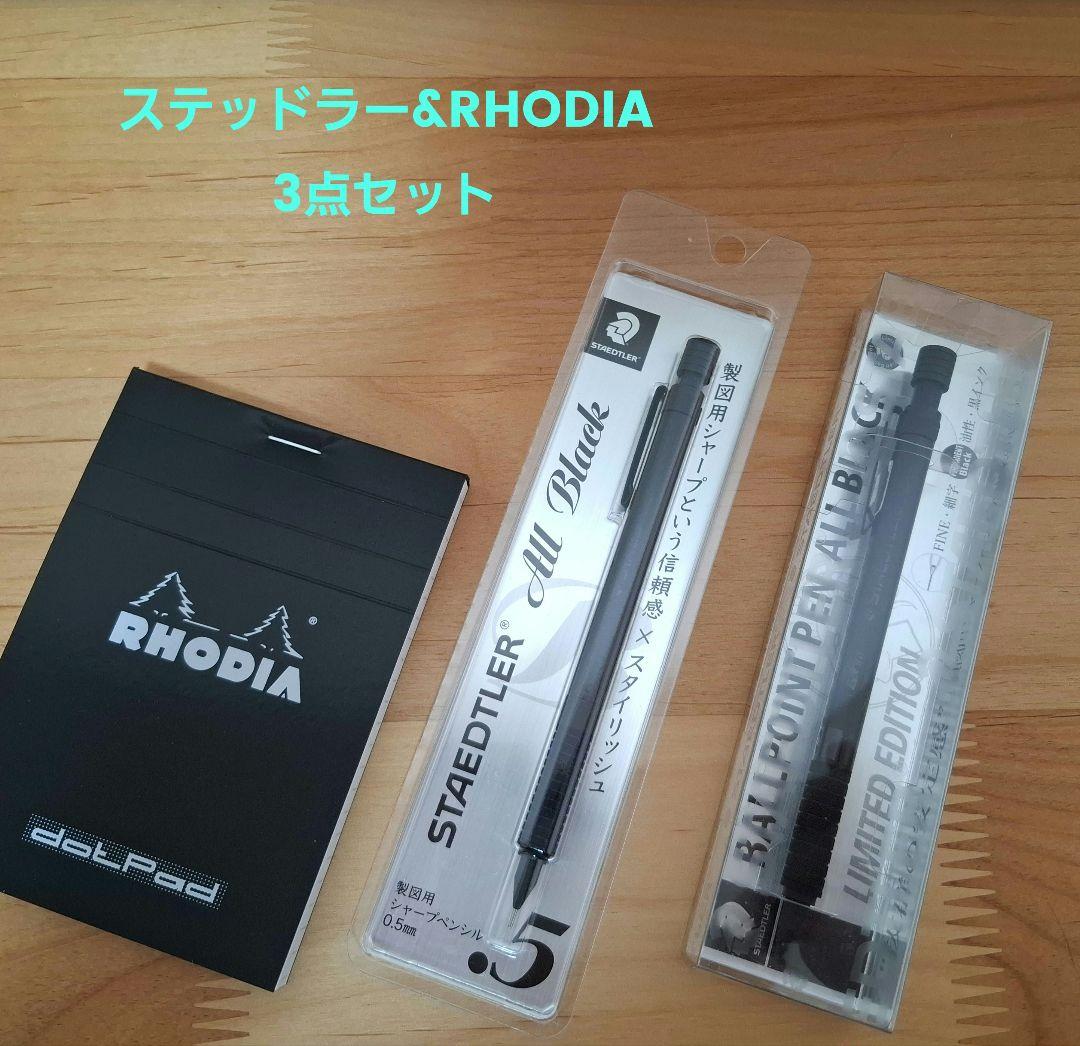 ステッドラー&RHODIA
3点セット
RHODIA®
dotPad
STAEDTLER
STAEDTLER® All Black
製図用シャープという信頼感×スタイリッシュ
製図用
シャープペンシル
0.5mm
.5
BALLPOINT PEN ALL BLACK
LIMITED EDITION
FINE・細字
Black
油性・黒インク
STAEDTLER